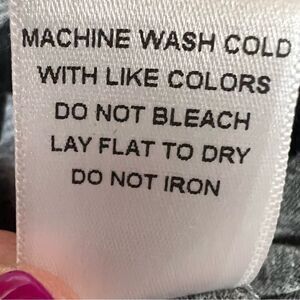 MACHINE WASH COLD
WITH LIKE COLORS
DO NOT BLEACH
LAY FLAT TO DRY
DO NOT IRON